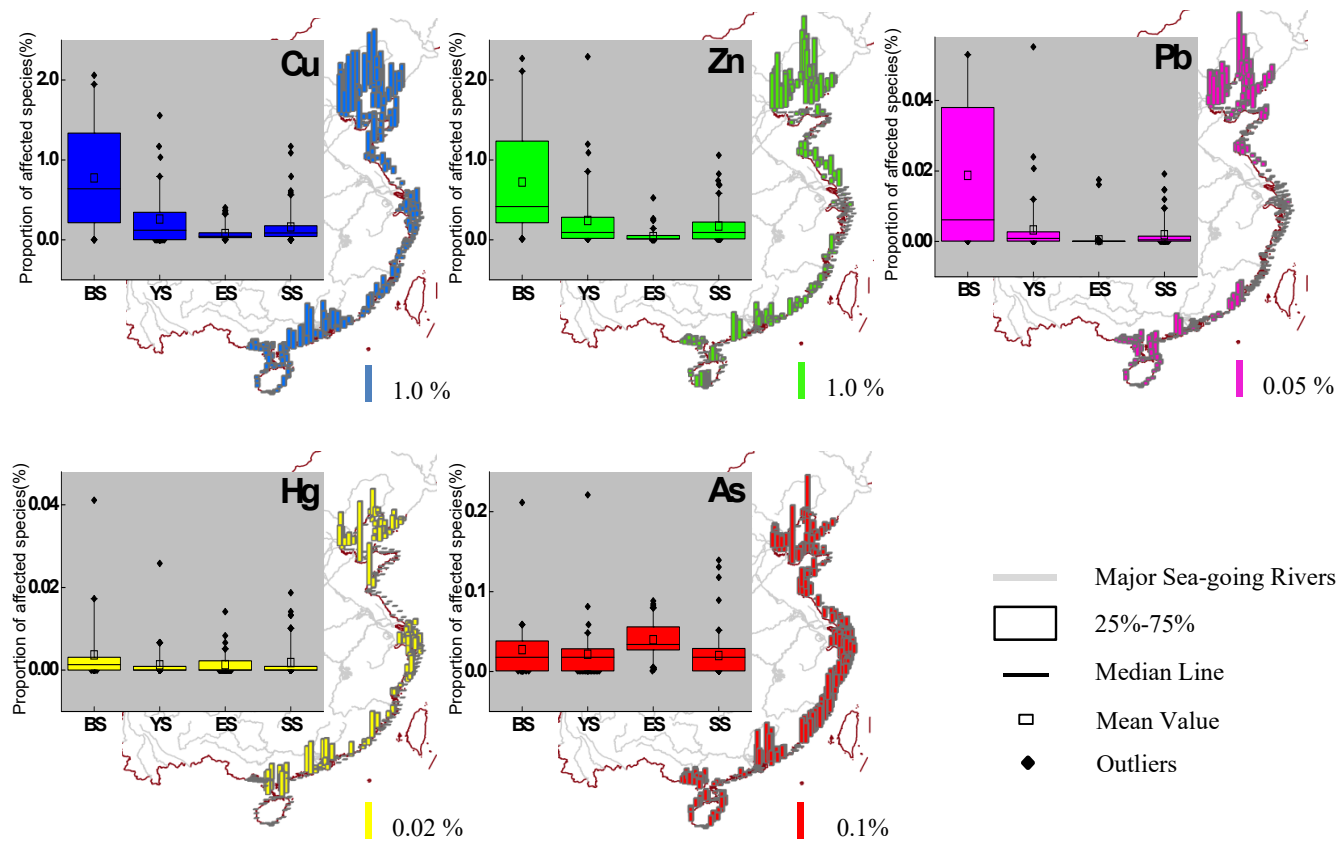 Proportion of affected species(%)
Cu
2.0
1.0
0.0
BS YS ES SS
1.0 %
Proportion of affected species(%)
Zn
2.0
1.0
0.0
BS YS ES SS
1.0 %
Proportion of affected species(%)
Pb
0.04
0.02
0.00
BS YS ES SS
0.05 %
Proportion of affected species(%)
Hg
0.04
0.02
0.00
BS YS ES SS
0.02 %
Proportion of affected species(%)
As
0.2
0.1
0.0
BS YS ES SS
0.1%
Major Sea-going Rivers
25%-75%
Median Line
Mean Value
Outliers